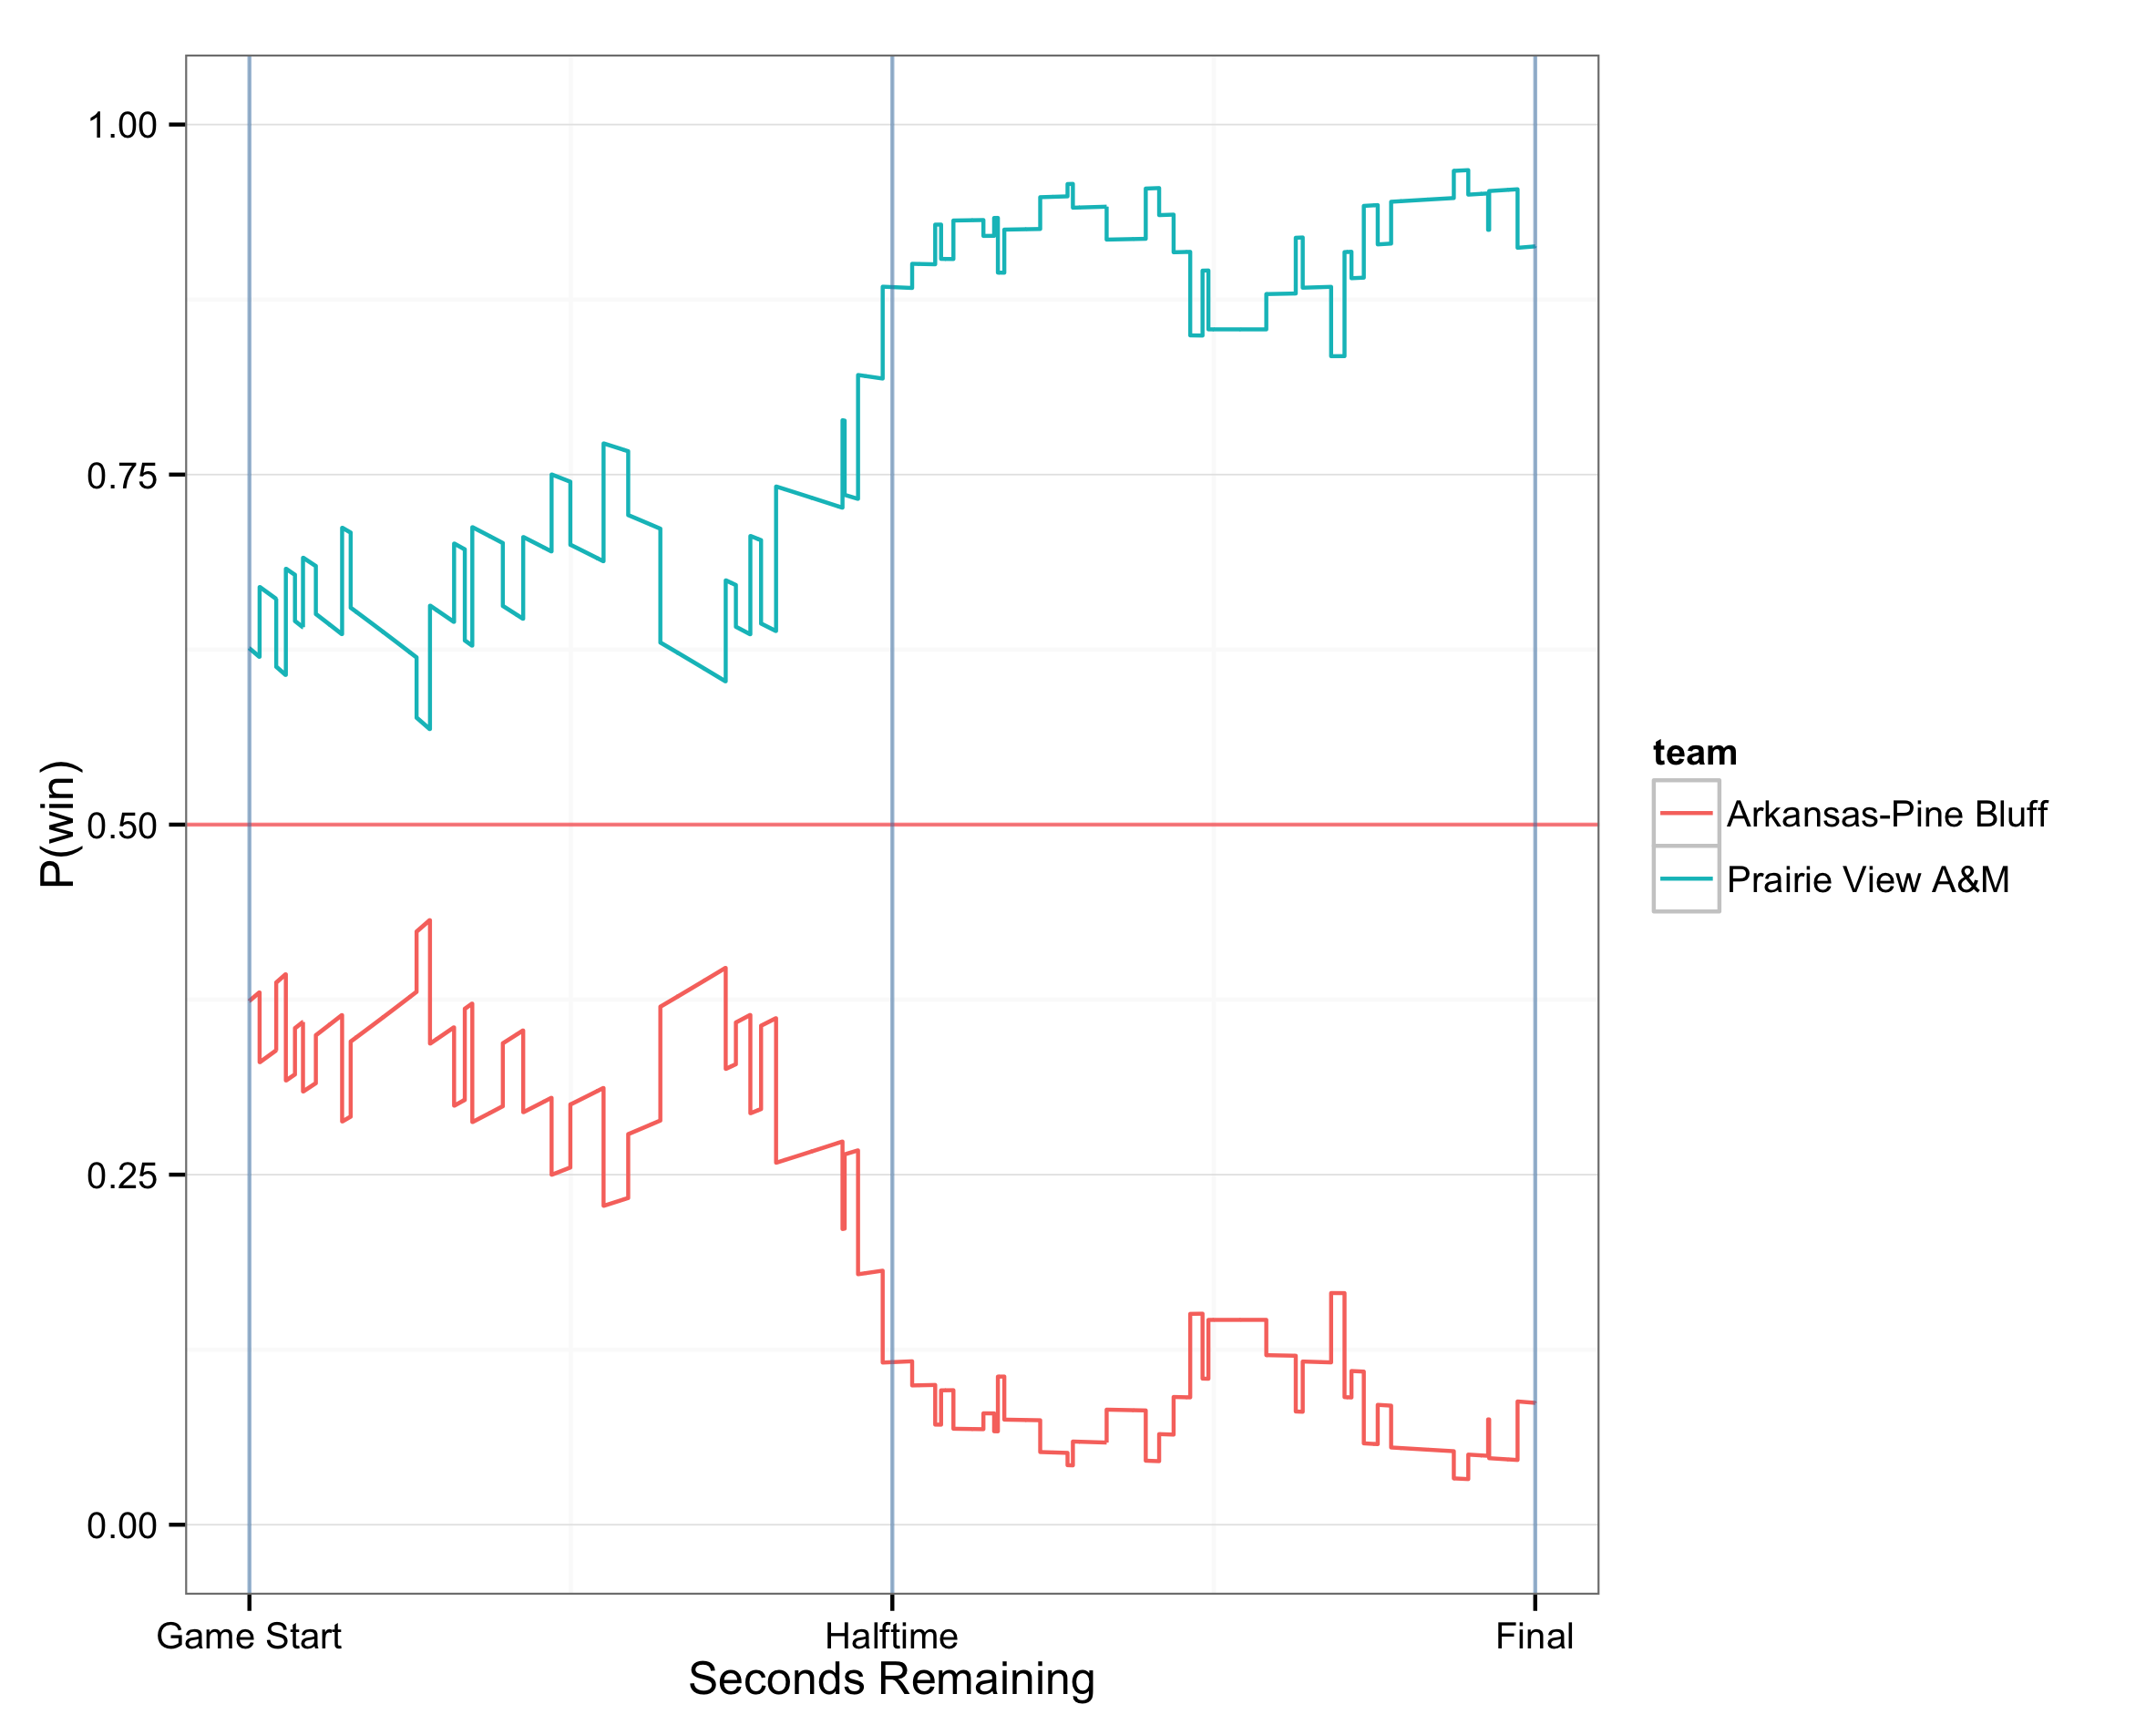 1.00
0.75
0.50
0.25
0.00
P(win)
Game Start
Halftime
Final
Seconds Remaining
team
Arkansas-Pine Bluff
Prairie View A&M